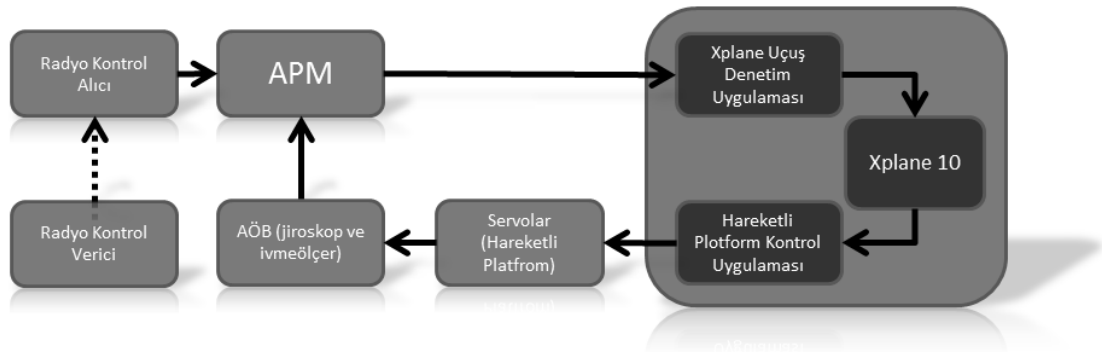 Radyo Kontrol
Alıcı
APM
Xplane Uçuş
Denetim
Uygulaması
Xplane 10
Radyo Kontrol
Verici
AÖB (jiroskop ve
ivmeölçer)
Servolar
(Hareketli
Platfrom)
Hareketli
Plotform Kontrol
Uygulaması